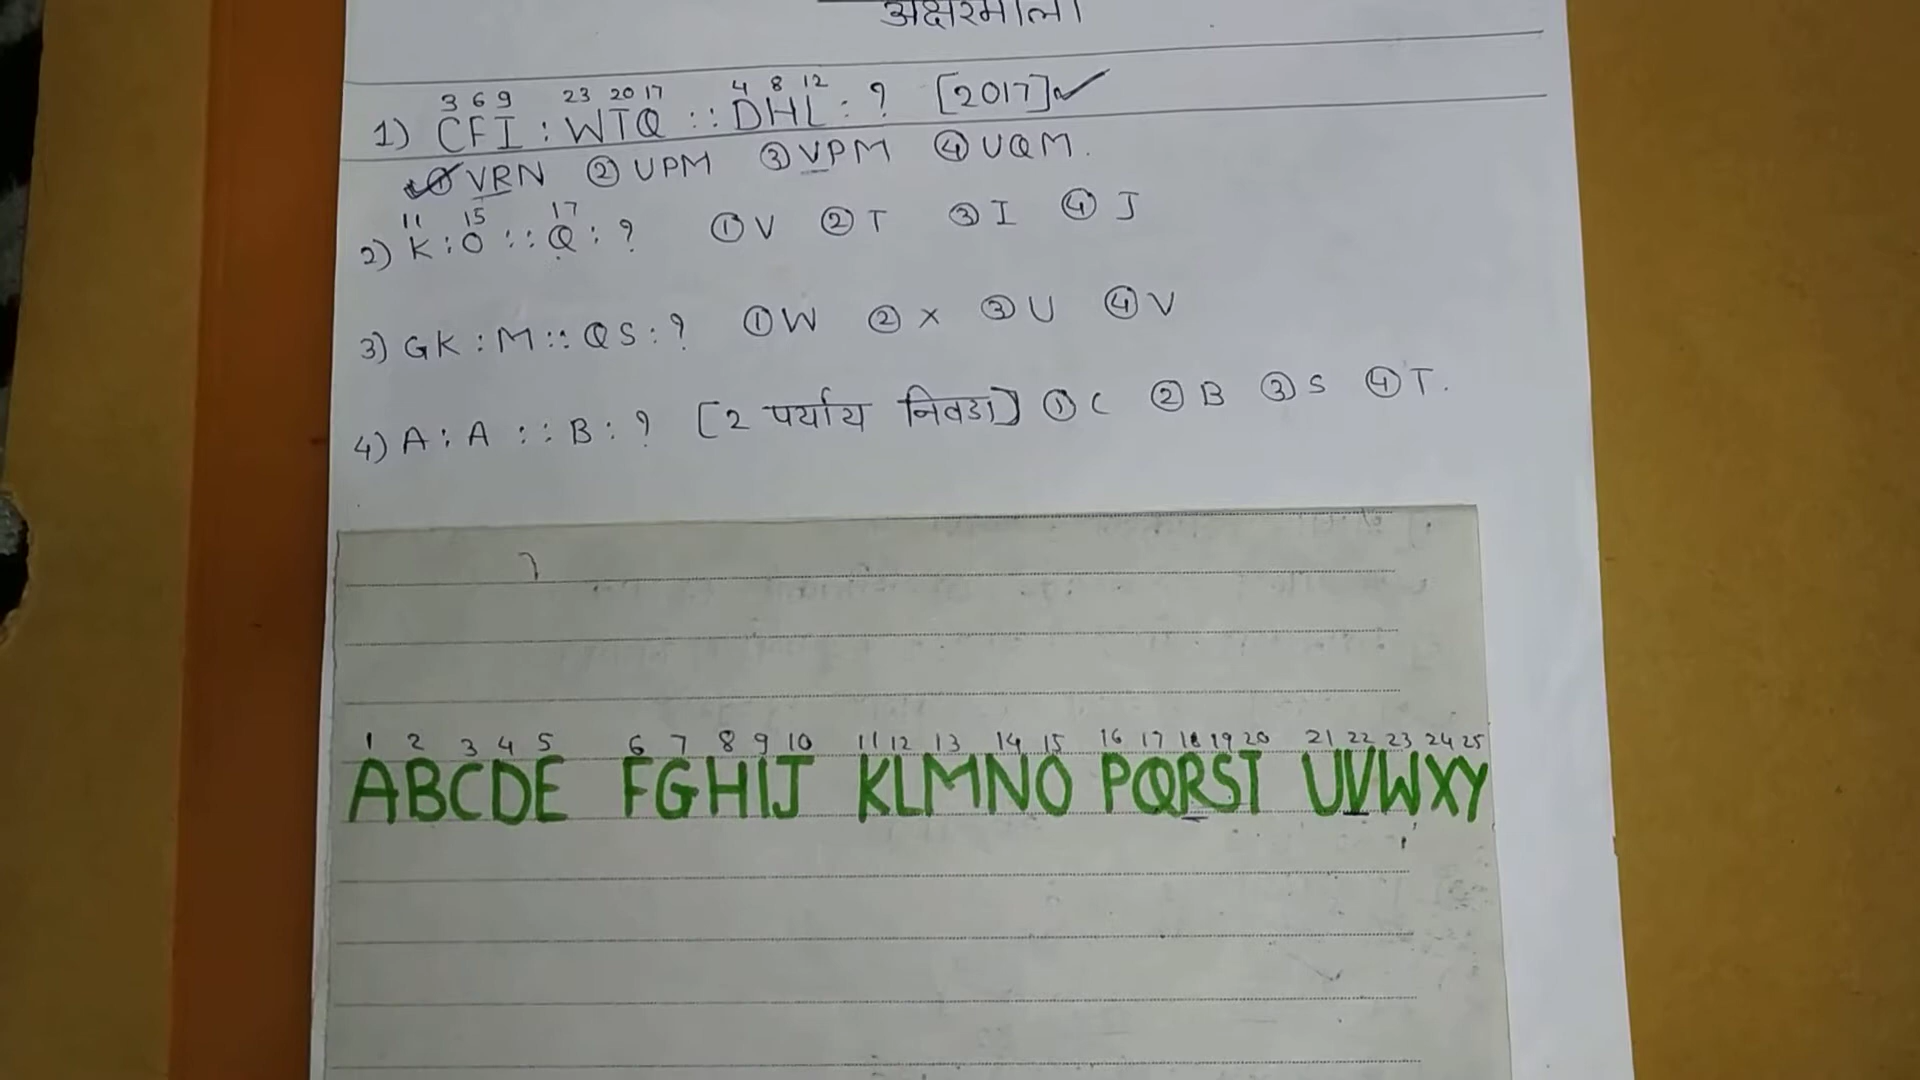 अक्षरमाला
3 6 9 23 20 17 4 8 12
1) CFI : WTQ :: DHL : ? [2017]✓
① VRN ② UPM ③ VPM ④ UQM.
11 15 17
2) K : O :: Q : ? ① V ② T ③ I ④ J
3) GK : M :: QS : ? ① W ② X ③ U ④ V
4) A : A :: B : ? [2 पर्याय निवडा] ① C ② B ③ S ④ T.
1 2 3 4 5 6 7 8 9 10 11 12 13 14 15 16 17 18 19 20 21 22 23 24 25
ABCDE FGHIJ KLMNO PQRST UVWXY